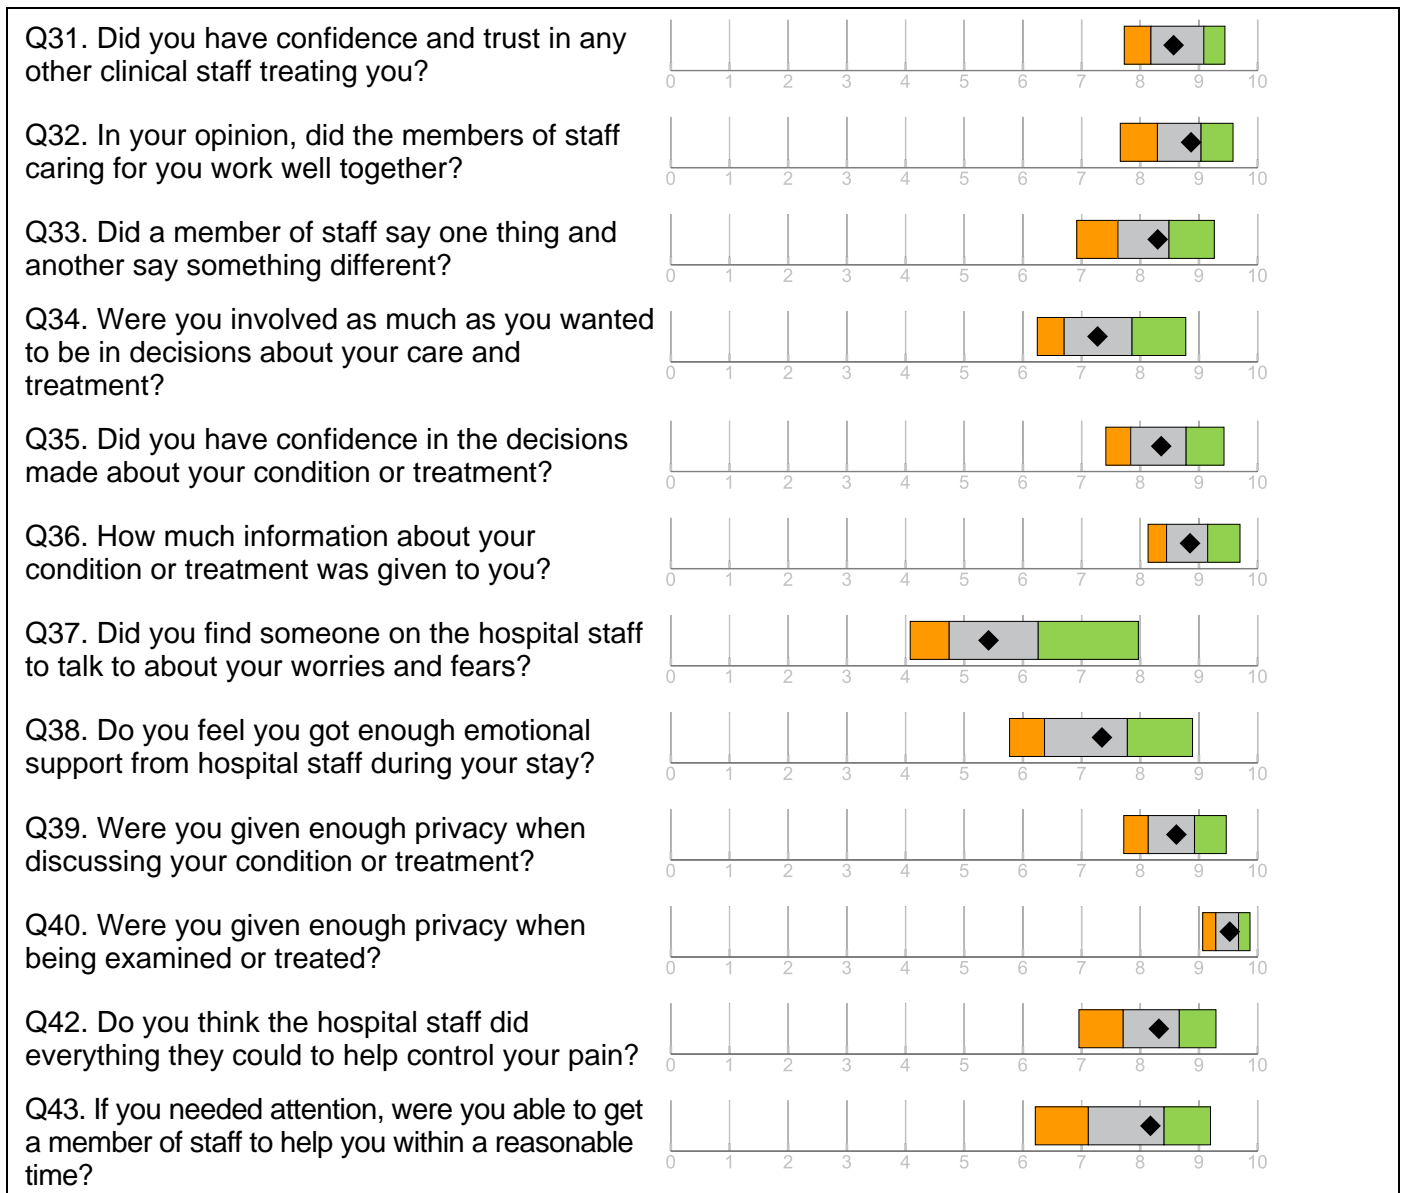 Q31. Did you have confidence and trust in any
other clinical staff treating you?
0 1 2 3 4 5 6 7 8 9 10
Q32. In your opinion, did the members of staff
caring for you work well together?
0 1 2 3 4 5 6 7 8 9 10
Q33. Did a member of staff say one thing and
another say something different?
0 1 2 3 4 5 6 7 8 9 10
Q34. Were you involved as much as you wanted
to be in decisions about your care and
treatment?
0 1 2 3 4 5 6 7 8 9 10
Q35. Did you have confidence in the decisions
made about your condition or treatment?
0 1 2 3 4 5 6 7 8 9 10
Q36. How much information about your
condition or treatment was given to you?
0 1 2 3 4 5 6 7 8 9 10
Q37. Did you find someone on the hospital staff
to talk to about your worries and fears?
0 1 2 3 4 5 6 7 8 9 10
Q38. Do you feel you got enough emotional
support from hospital staff during your stay?
0 1 2 3 4 5 6 7 8 9 10
Q39. Were you given enough privacy when
discussing your condition or treatment?
0 1 2 3 4 5 6 7 8 9 10
Q40. Were you given enough privacy when
being examined or treated?
0 1 2 3 4 5 6 7 8 9 10
Q42. Do you think the hospital staff did
everything they could to help control your pain?
0 1 2 3 4 5 6 7 8 9 10
Q43. If you needed attention, were you able to get
a member of staff to help you within a reasonable
time?
0 1 2 3 4 5 6 7 8 9 10